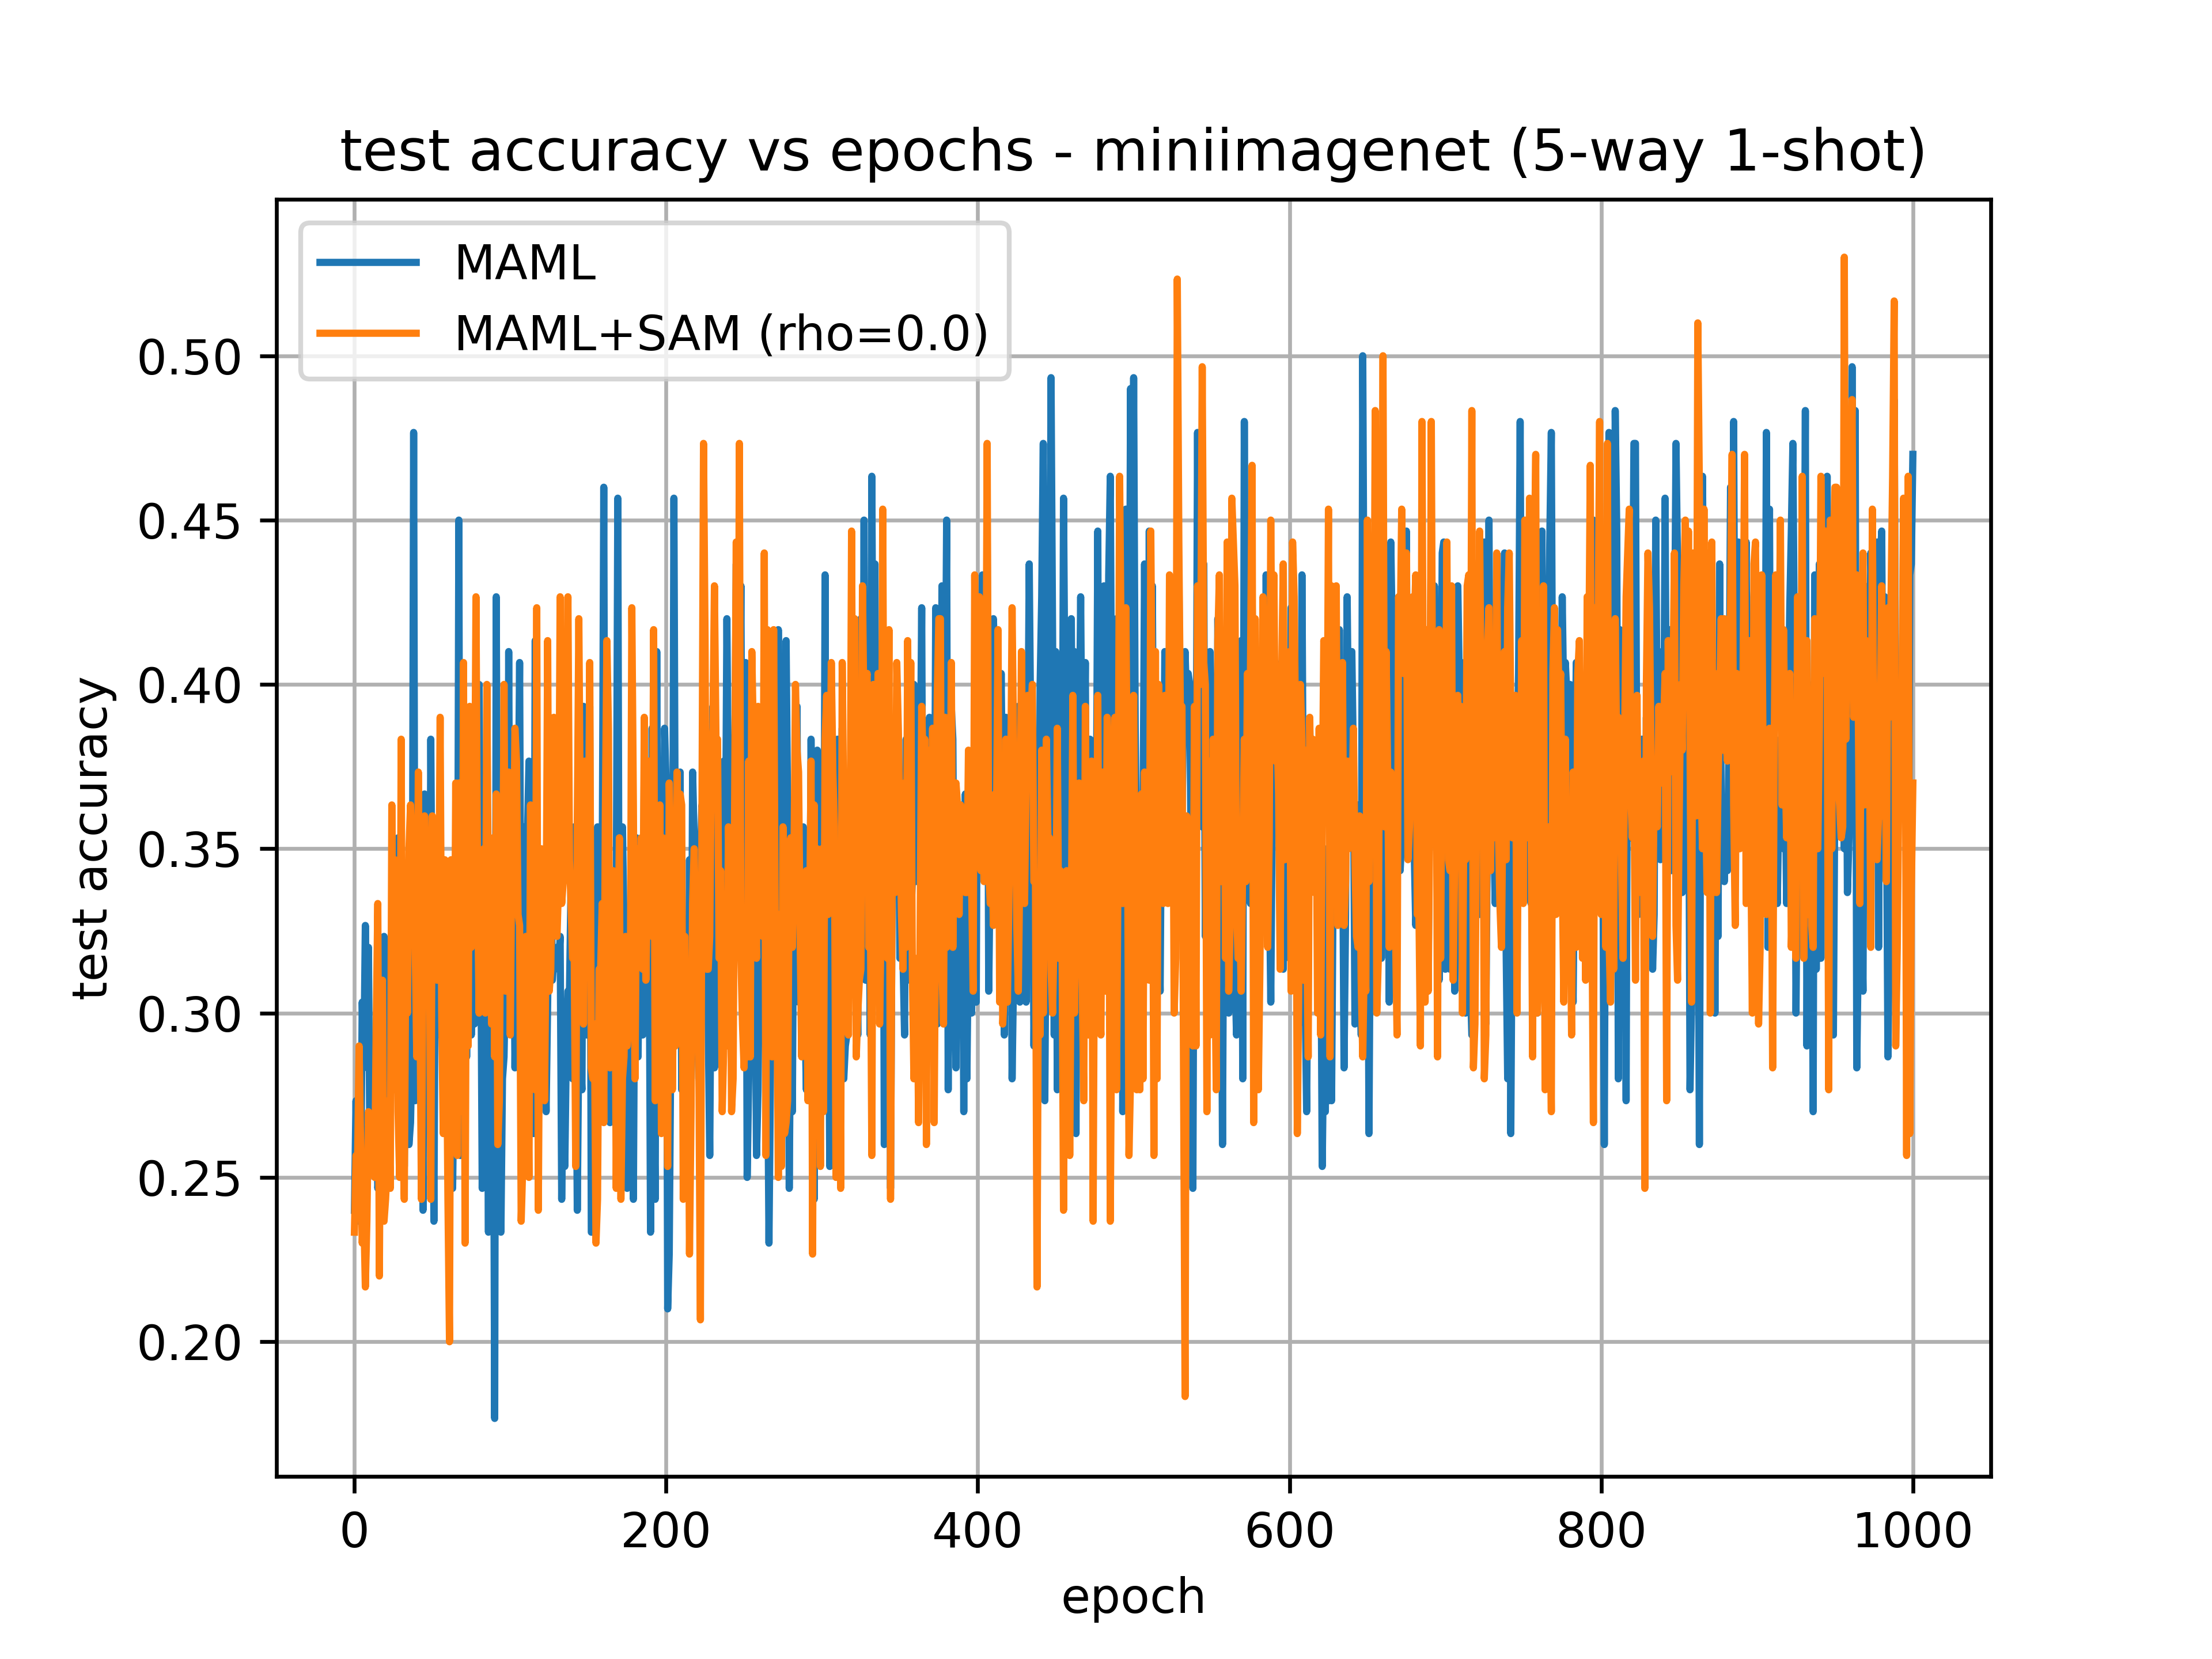 test accuracy vs epochs - miniimagenet (5-way 1-shot)
MAML
MAML+SAM (rho=0.0)
0.50
0.45
0.40
0.35
0.30
0.25
0.20
test accuracy
0 200 400 600 800 1000
epoch